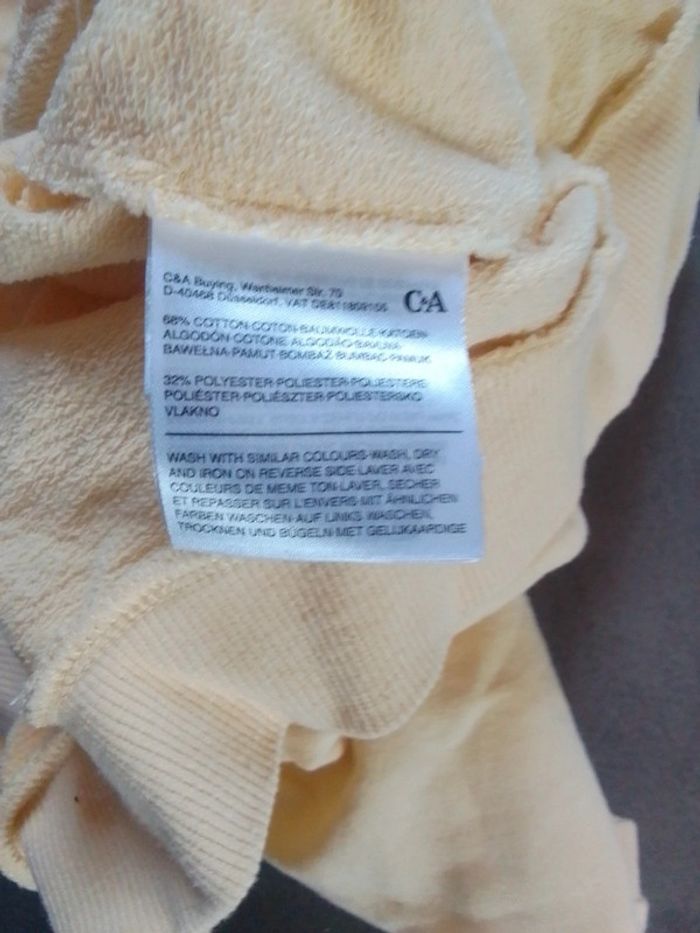 C&A Buying, Wanheimer Str. 70
D-40468 Düsseldorf, VAT
C&A
68% COTTON·COTON·BAUMWOLLE·KATOEN·
ALGODÓN·COTONE·ALGODÃO·
BAWEŁNA·PAMUT·BOMBAŽ·BUMBAC·PAMUK
32% POLYESTER·POLIESTER·POLIESTERE·
POLIÉSTER·POLIÉSZTER·POLIESTERSKO
VLAKNO
WASH WITH SIMILAR COLOURS·WASH, DRY
AND IRON ON REVERSE SIDE·LAVER AVEC
COULEURS DE MEME TON·LAVER, SECHER
ET REPASSER SUR L'ENVERS·MIT ÄHNLICHEN
FARBEN WASCHEN·AUF LINKS WASCHEN,
TROCKNEN UND BÜGELN·MET GELIJKAARDIGE